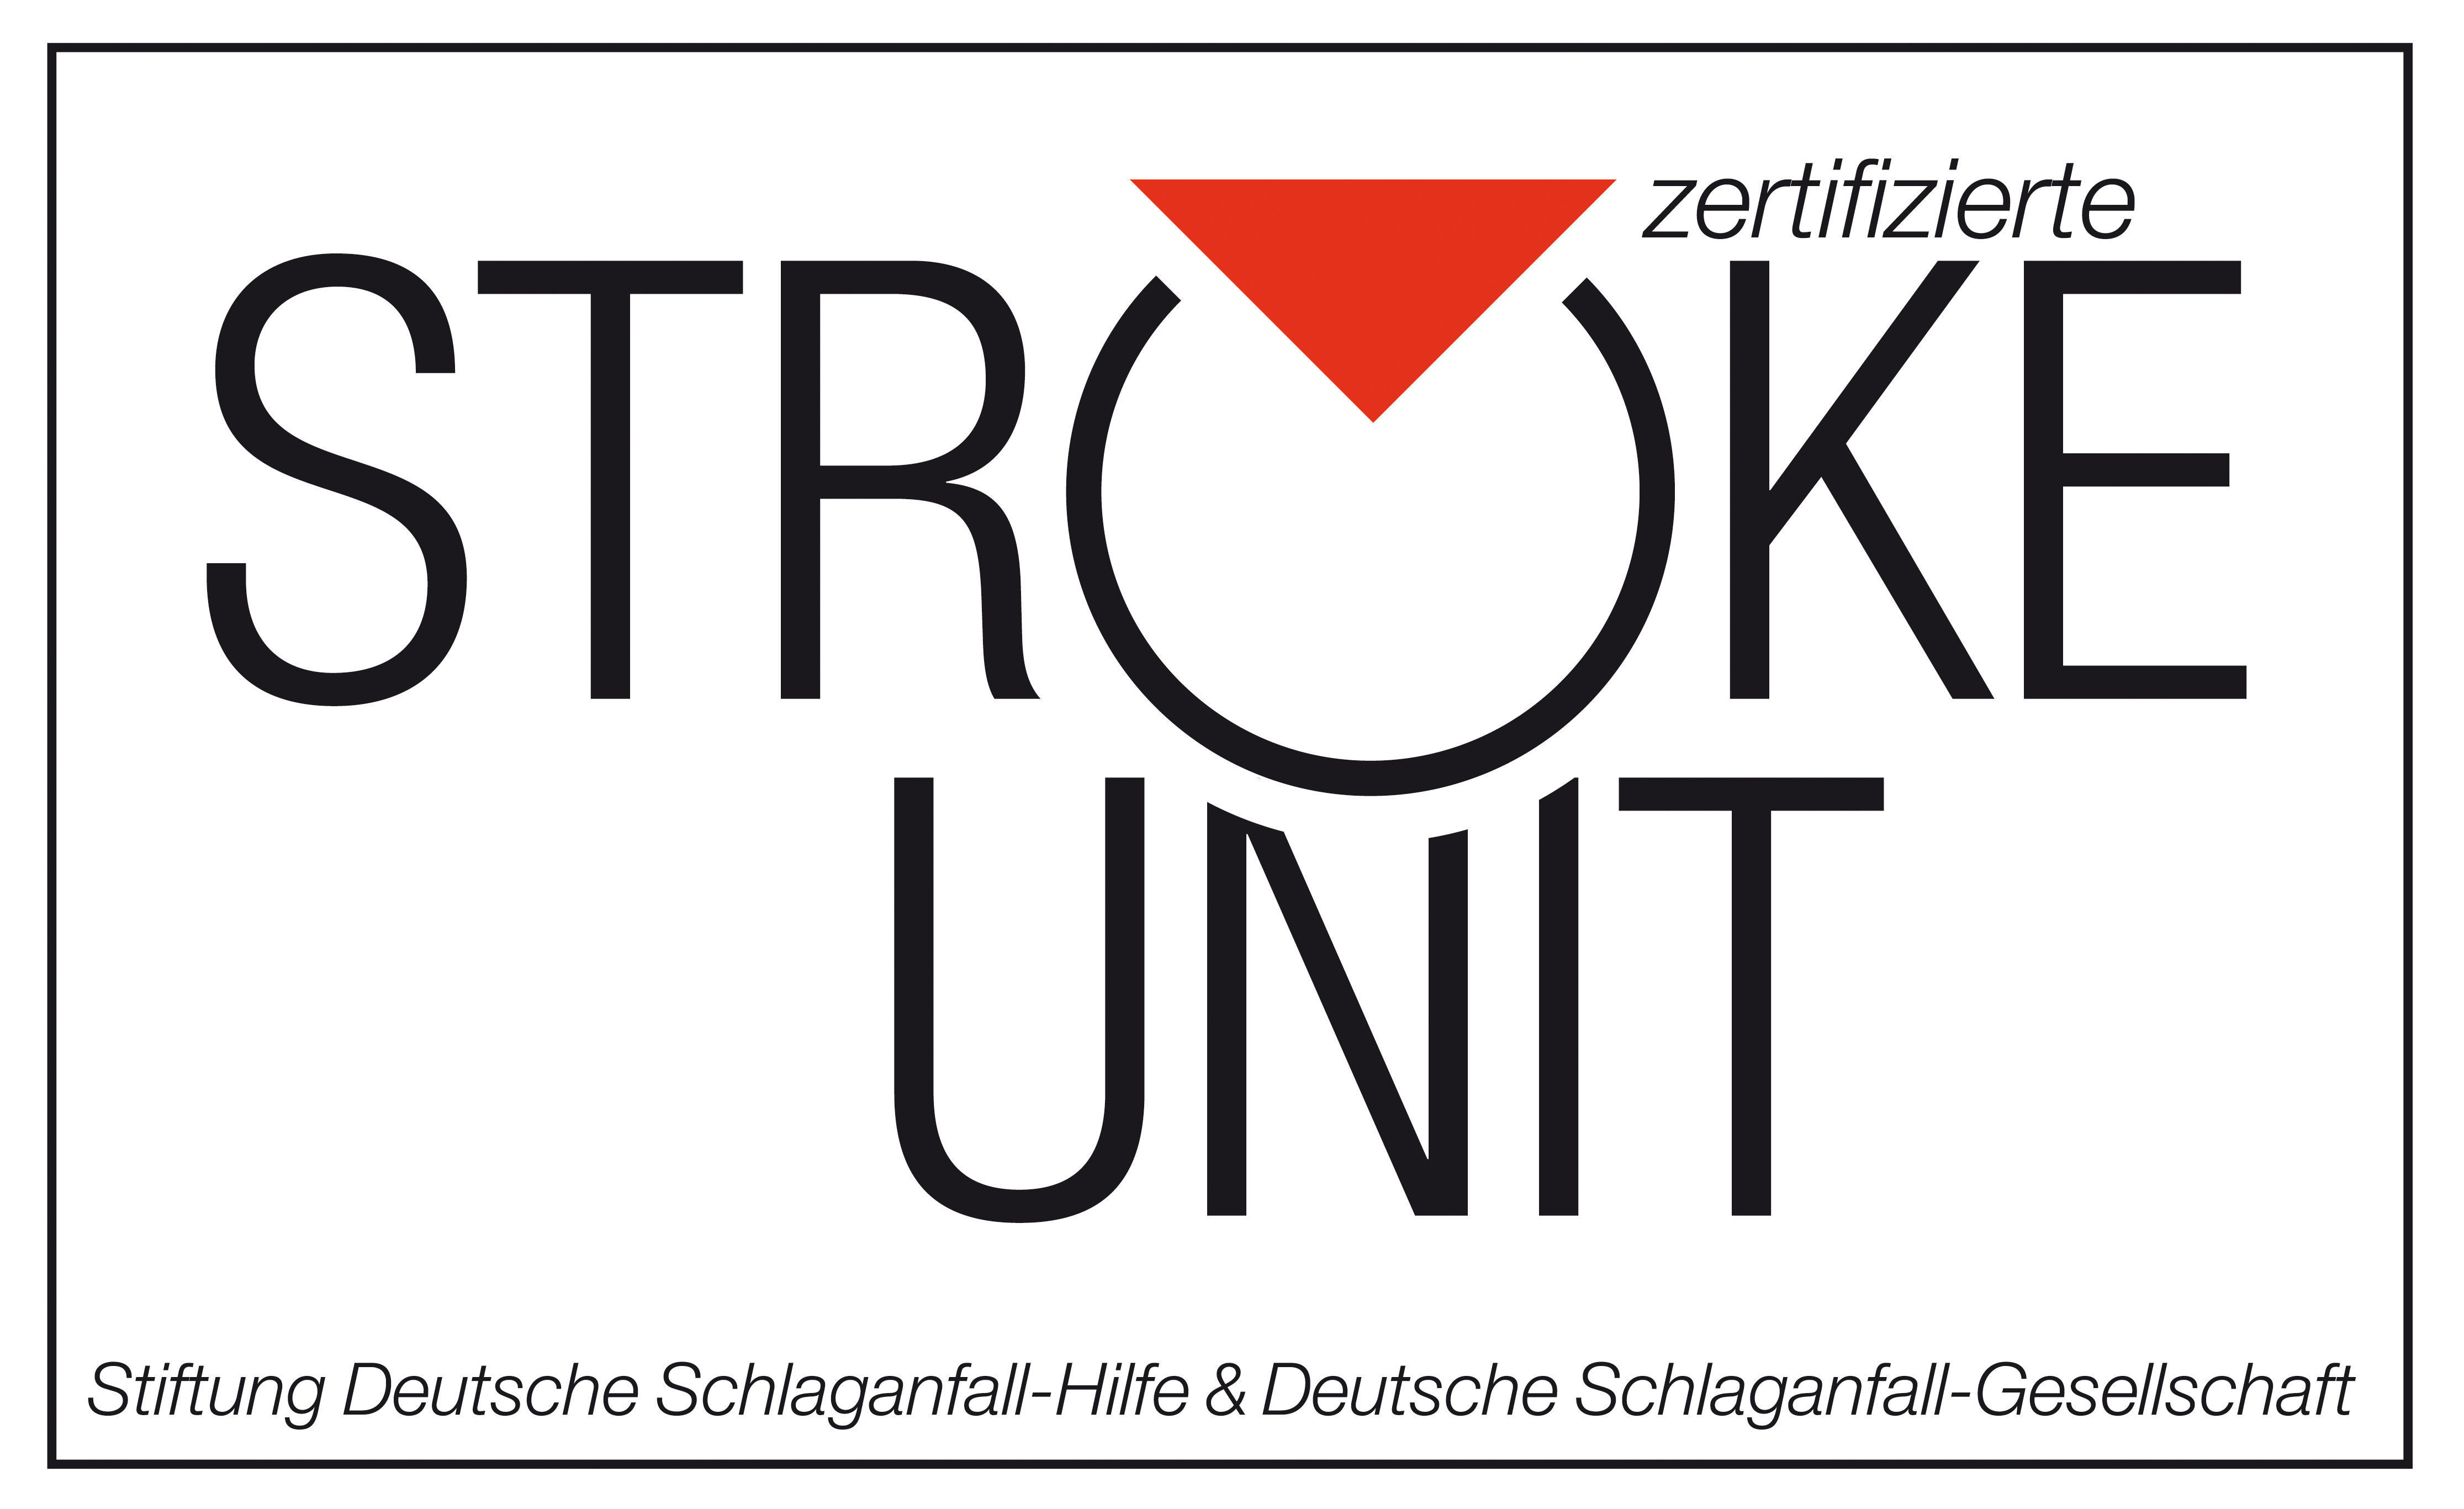 zertifizierte
STROKE
UNIT
Stiftung Deutsche Schlaganfall-Hilfe & Deutsche Schlaganfall-Gesellschaft